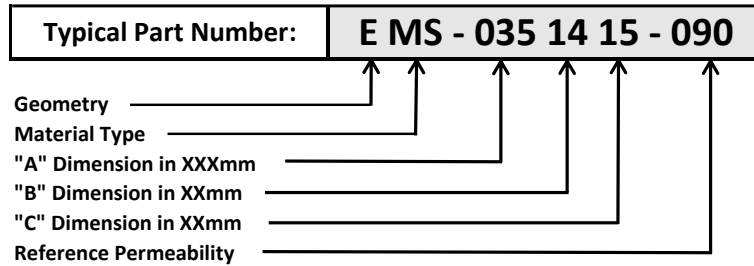 Typical Part Number: E MS - 035 14 15 - 090
Geometry
Material Type
"A" Dimension in XXXmm
"B" Dimension in XXmm
"C" Dimension in XXmm
Reference Permeability